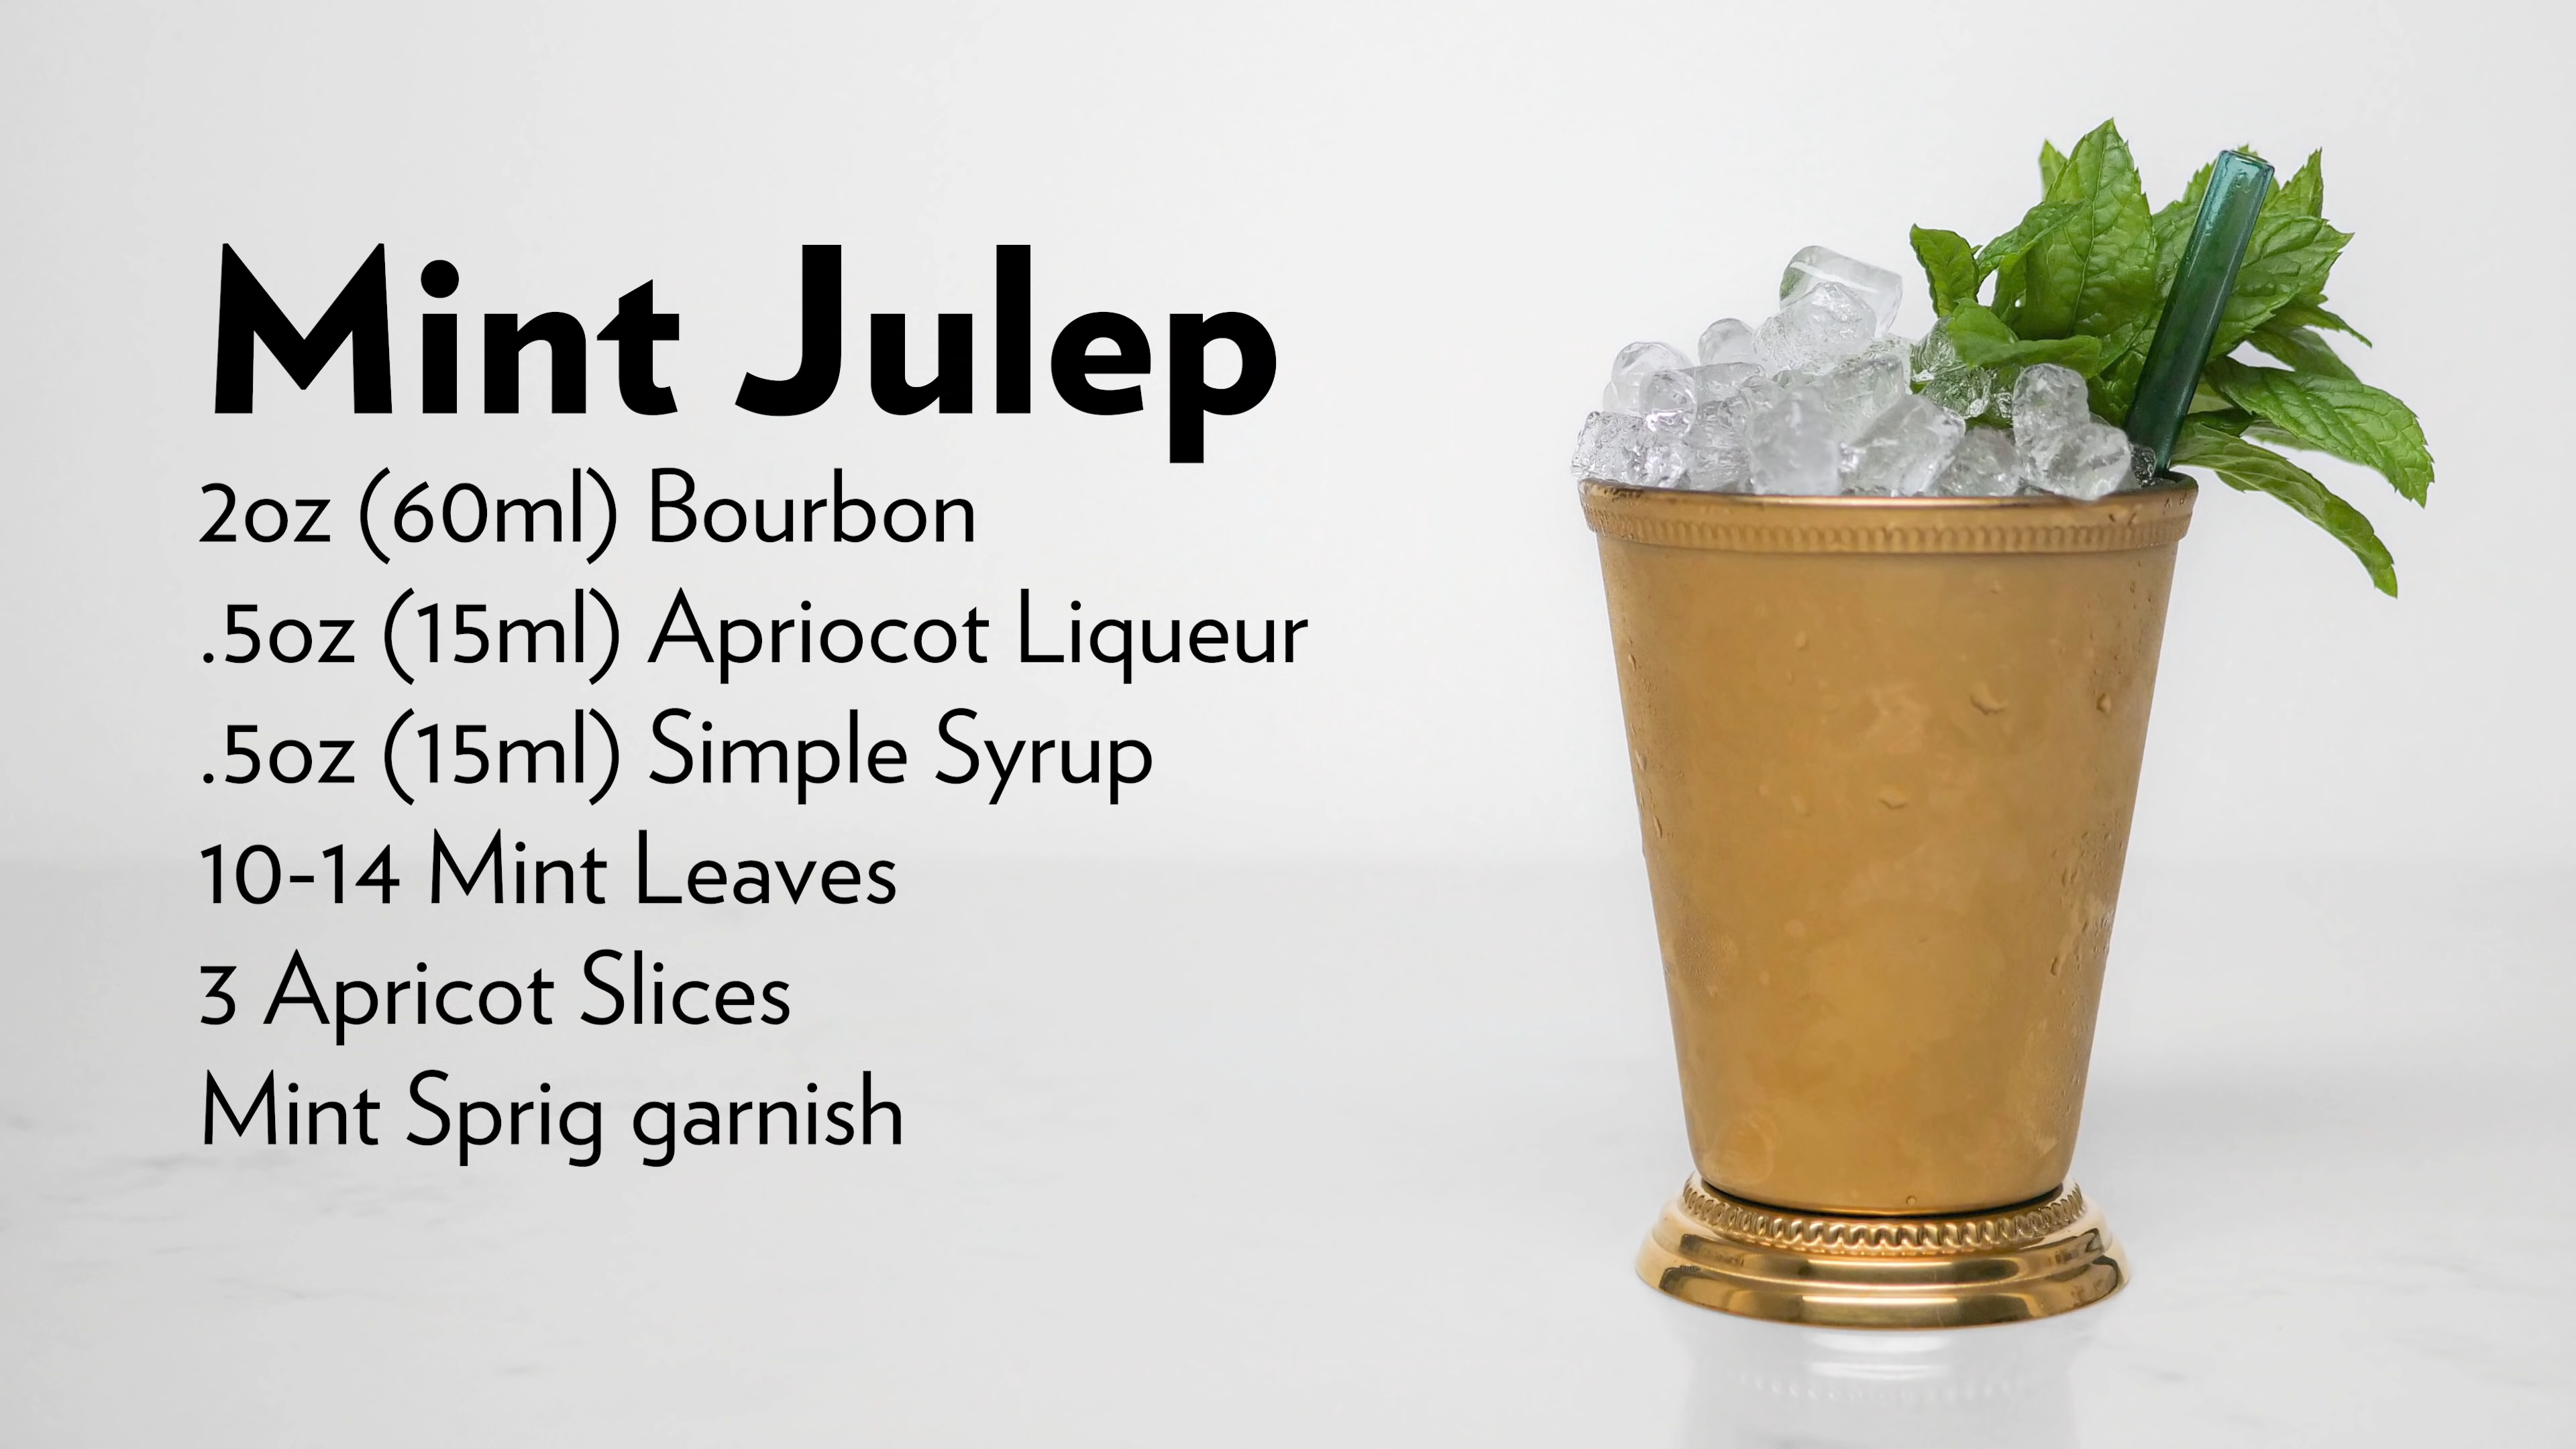 Mint Julep
2oz (60ml) Bourbon
.5oz (15ml) Apriocot Liqueur
.5oz (15ml) Simple Syrup
10-14 Mint Leaves
3 Apricot Slices
Mint Sprig garnish